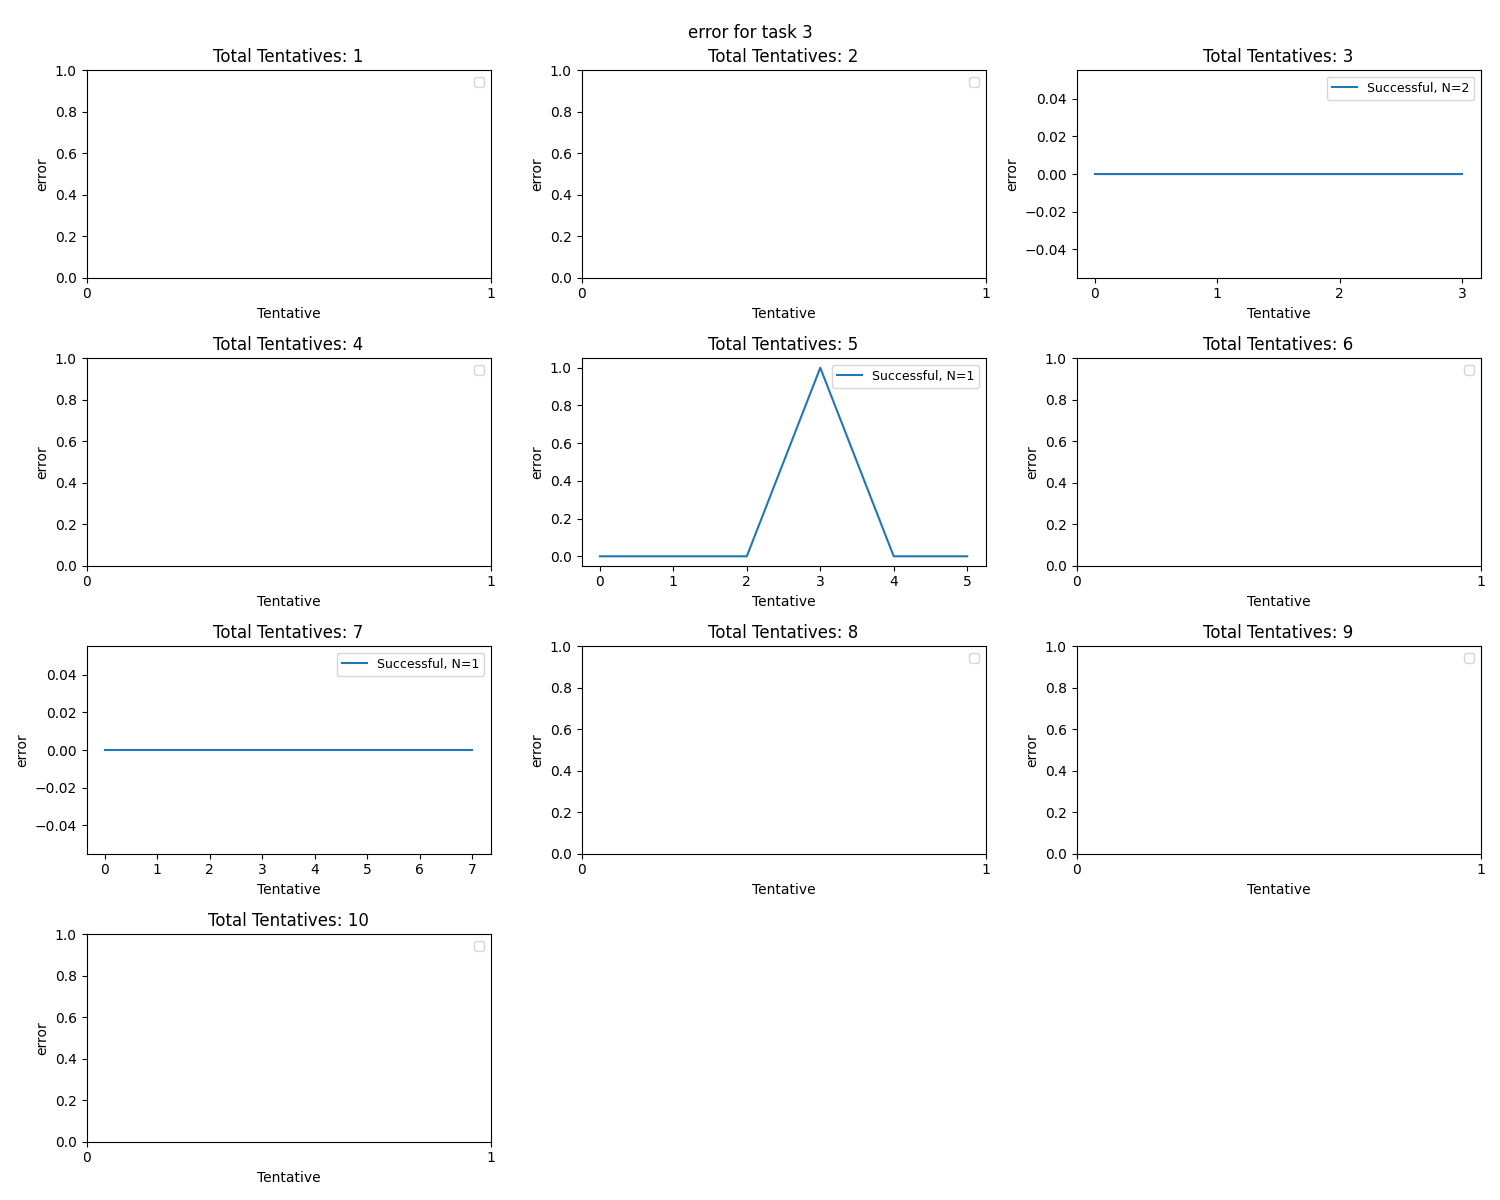 error for task 3
Total Tentatives: 1
1.0
0.8
0.6
0.4
0.2
0.0
error
0 1
Tentative
Total Tentatives: 2
1.0
0.8
0.6
0.4
0.2
0.0
error
0 1
Tentative
Total Tentatives: 3
Successful, N=2
0.04
0.02
0.00
−0.02
−0.04
error
0 1 2 3
Tentative
Total Tentatives: 4
1.0
0.8
0.6
0.4
0.2
0.0
error
0 1
Tentative
Total Tentatives: 5
Successful, N=1
1.0
0.8
0.6
0.4
0.2
0.0
error
0 1 2 3 4 5
Tentative
Total Tentatives: 6
1.0
0.8
0.6
0.4
0.2
0.0
error
0 1
Tentative
Total Tentatives: 7
Successful, N=1
0.04
0.02
0.00
−0.02
−0.04
error
0 1 2 3 4 5 6 7
Tentative
Total Tentatives: 8
1.0
0.8
0.6
0.4
0.2
0.0
error
0 1
Tentative
Total Tentatives: 9
1.0
0.8
0.6
0.4
0.2
0.0
error
0 1
Tentative
Total Tentatives: 10
1.0
0.8
0.6
0.4
0.2
0.0
error
0 1
Tentative